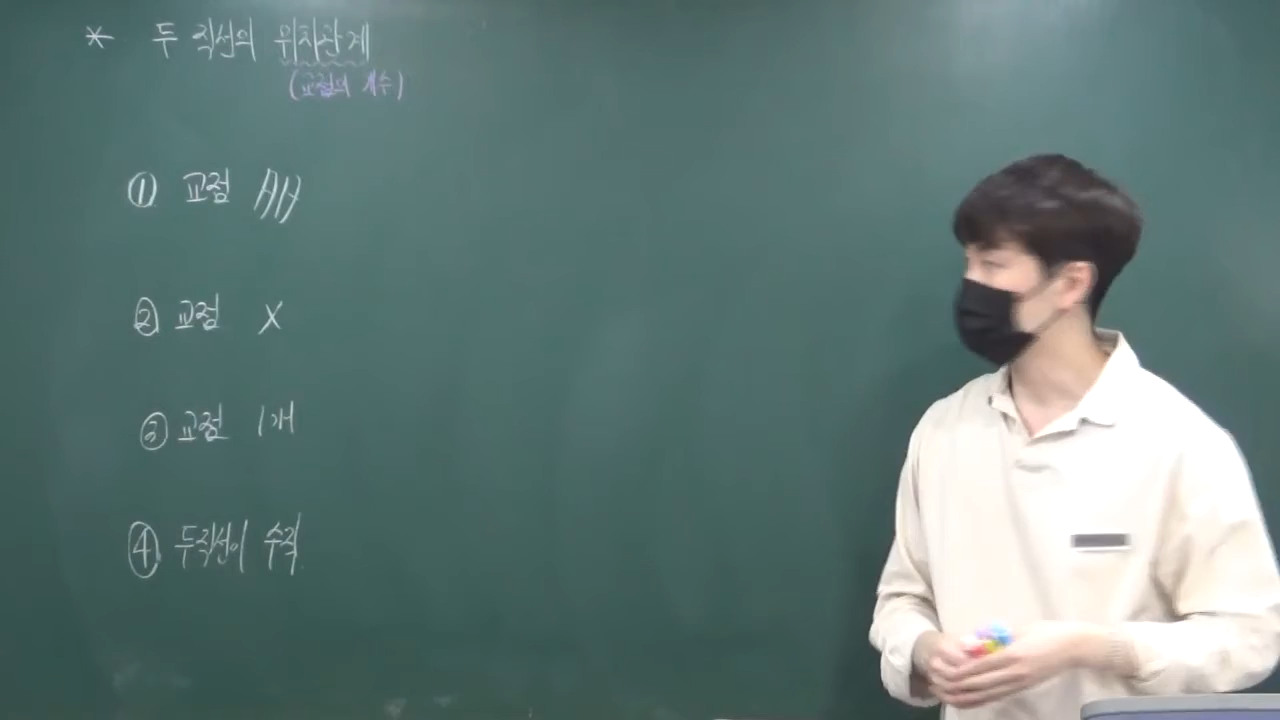 * 두 직선의 위치관계
(교점의 개수)
① 교점
② 교점 X
③ 교점 1개
④ 두직선이 수직